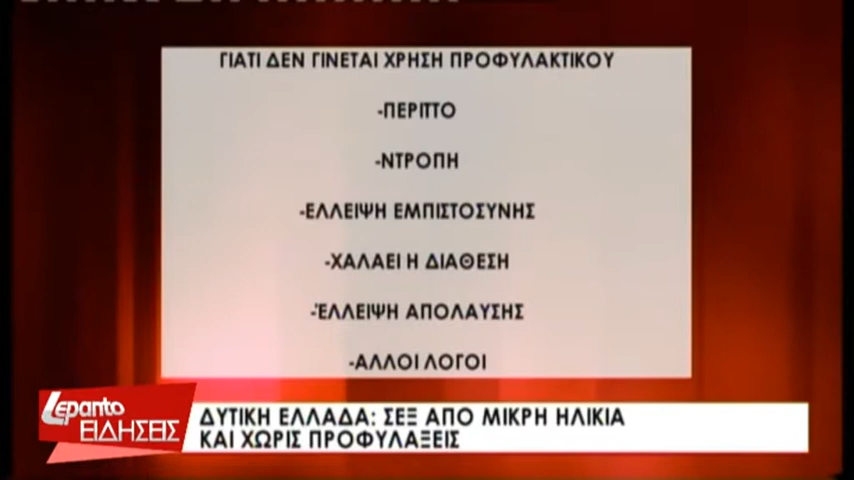 ΓΙΑΤΙ ΔΕΝ ΓΙΝΕΤΑΙ ΧΡΗΣΗ ΠΡΟΦΥΛΑΚΤΙΚΟΥ
-ΠΕΡΙΤΤΟ
-ΝΤΡΟΠΗ
-ΕΛΛΕΙΨΗ ΕΜΠΙΣΤΟΣΥΝΗΣ
-ΧΑΛΑΕΙ Η ΔΙΑΘΕΣΗ
-ΈΛΛΕΙΨΗ ΑΠΟΛΑΥΣΗΣ
-ΑΛΛΟΙ ΛΟΓΟΙ
Lepanto
ΕΙΔΗΣΕΙΣ
ΔΥΤΙΚΗ ΕΛΛΑΔΑ: ΣΕΞ ΑΠΟ ΜΙΚΡΗ ΗΛΙΚΙΑ
ΚΑΙ ΧΩΡΙΣ ΠΡΟΦΥΛΑΞΕΙΣ